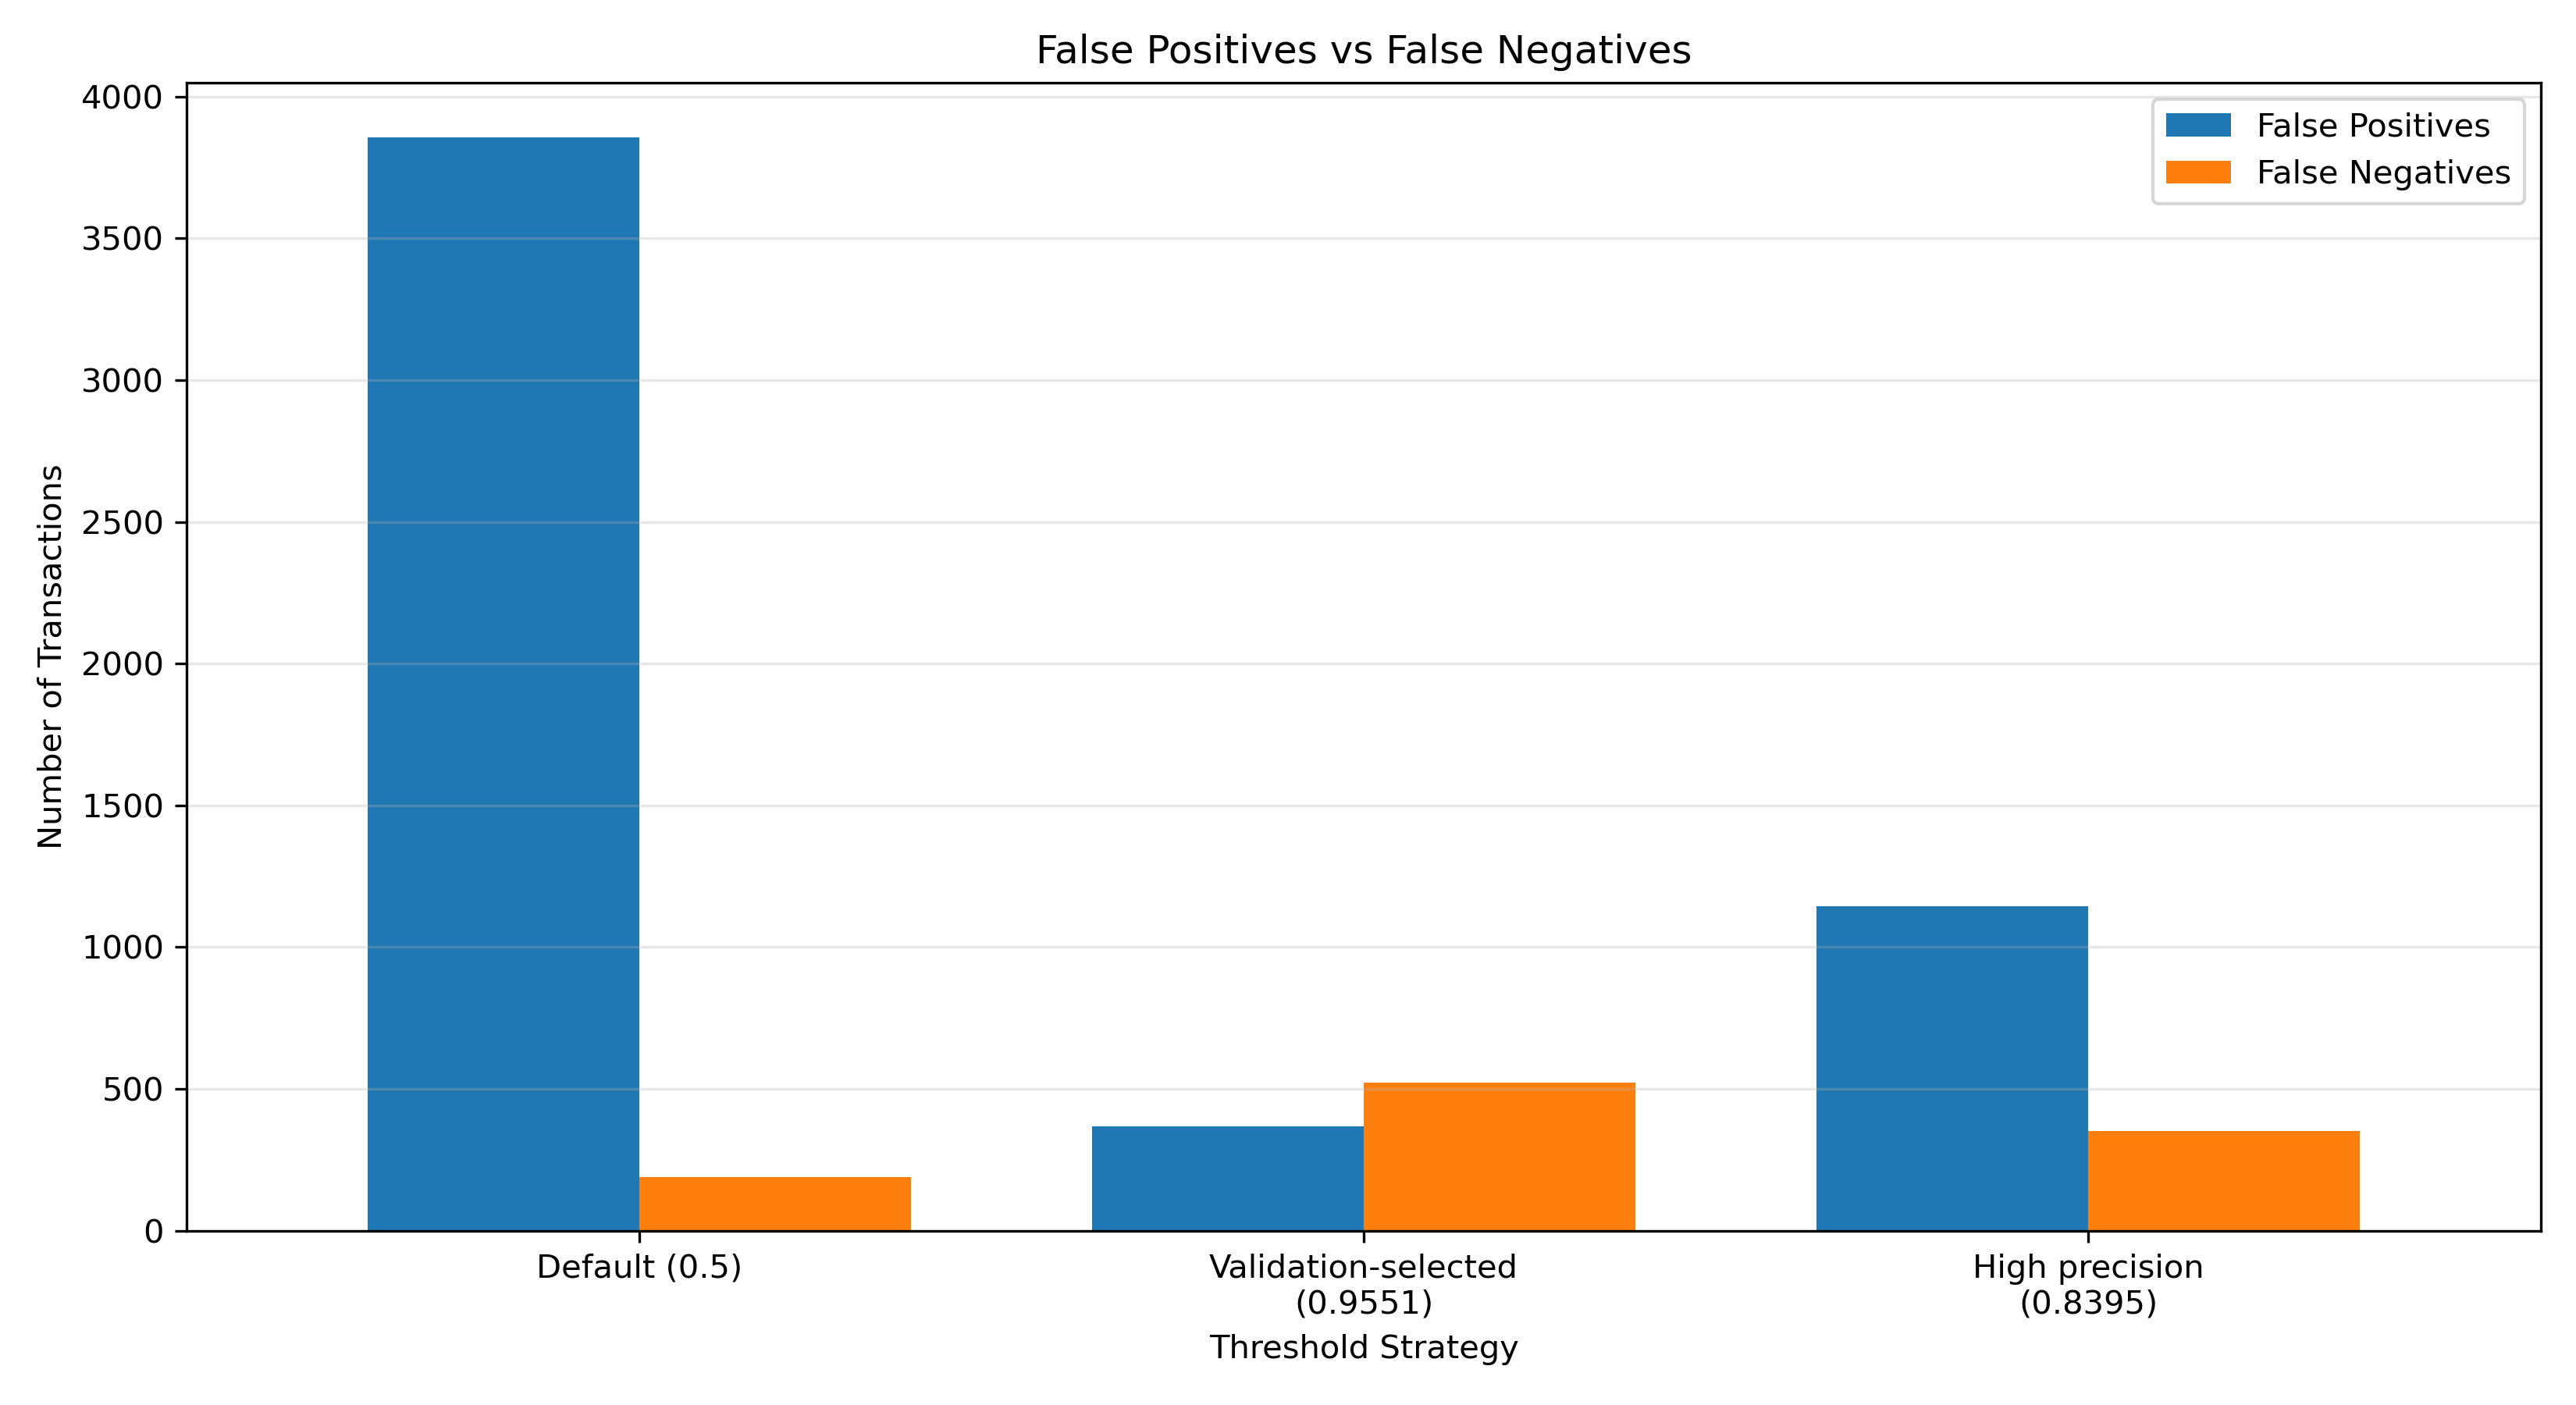 False Positives vs False Negatives
False Positives
False Negatives
Number of Transactions
4000
3500
3000
2500
2000
1500
1000
500
0
Default (0.5)
Validation-selected
(0.9551)
High precision
(0.8395)
Threshold Strategy